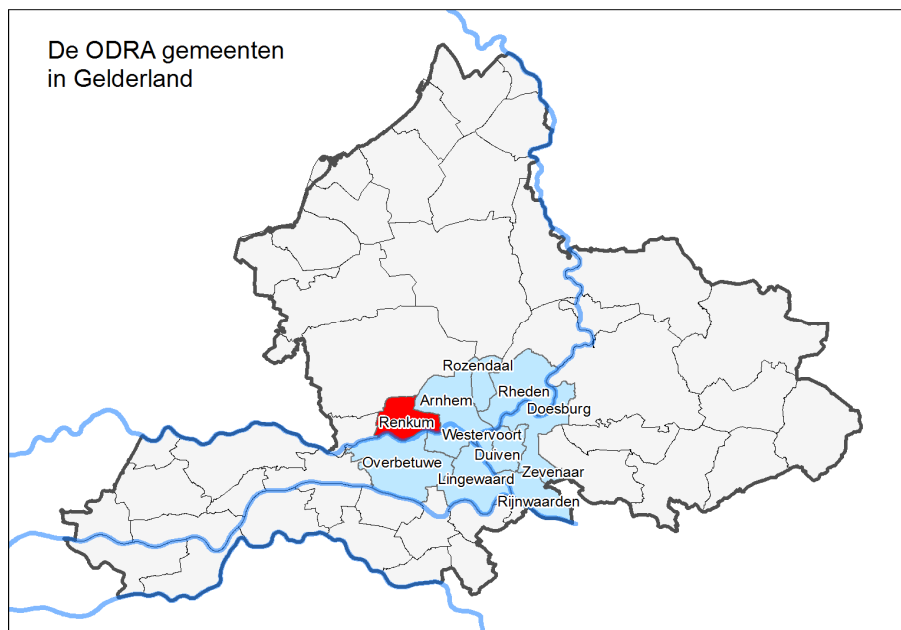 De ODRA gemeenten
in Gelderland
Rozendaal
Rheden
Arnhem
Doesburg
Renkum
Westervoort
Duiven
Overbetuwe
Zevenaar
Lingewaard
Rijnwaarden